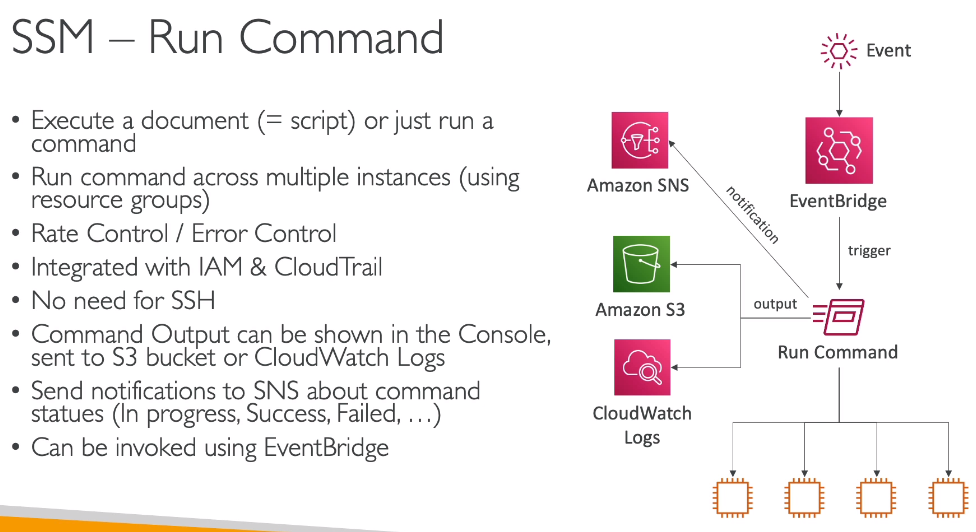 SSM – Run Command
• Execute a document (= script) or just run a
command
• Run command across multiple instances (using
resource groups)
• Rate Control / Error Control
• Integrated with IAM & CloudTrail
• No need for SSH
• Command Output can be shown in the Console,
sent to S3 bucket or CloudWatch Logs
• Send notifications to SNS about command
statues (In progress, Success, Failed, …)
• Can be invoked using EventBridge
Event
EventBridge
trigger
Amazon SNS
notification
Amazon S3
output
Run Command
CloudWatch
Logs